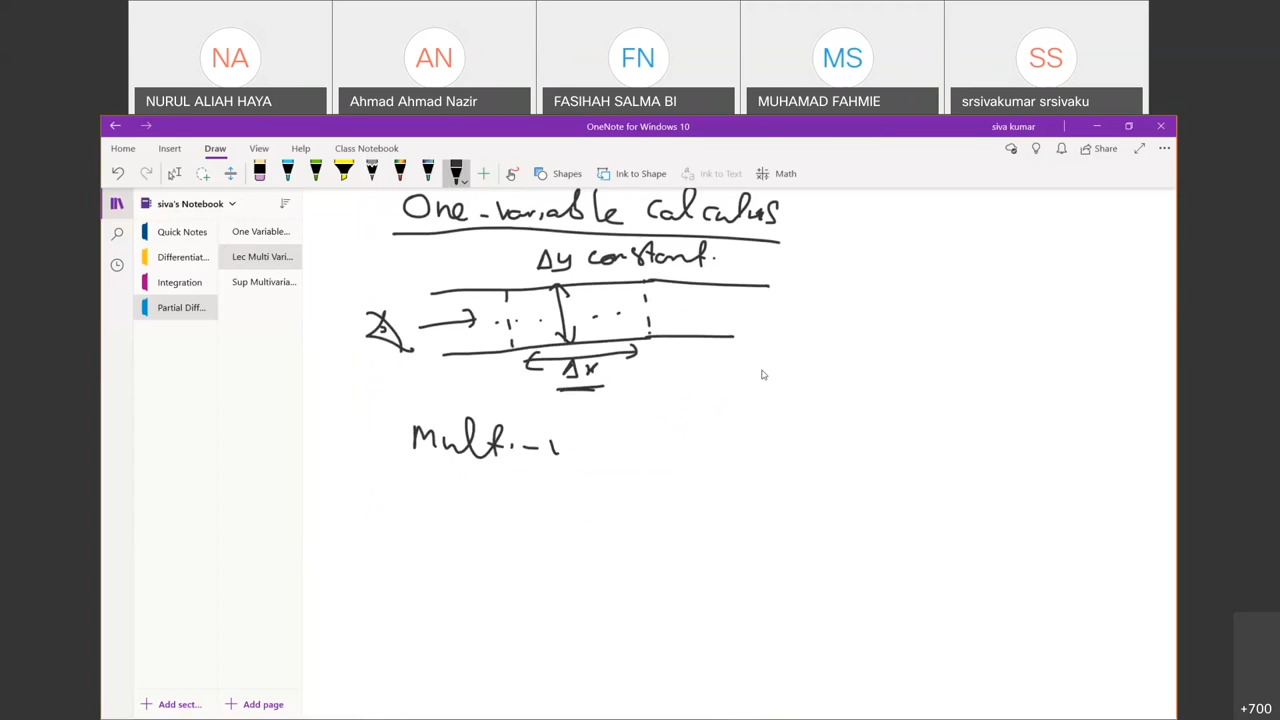 NA AN FN MS SS
NURUL ALIAH HAYA Ahmad Ahmad Nazir FASIHAH SALMA BI MUHAMAD FAHMIE srsivakumar srsivaku
OneNote for Windows 10 siva kumar
Home Insert Draw View Help Class Notebook Share
Shapes Ink to Shape Ink to Text Math
siva's Notebook
Quick Notes One Variable...
Differentiat... Lec Multi Vari...
Integration Sup Multivaria...
Partial Diff...
One-variable calculus
Δy constant.
Δx
Multi-
Add sect... Add page
+700